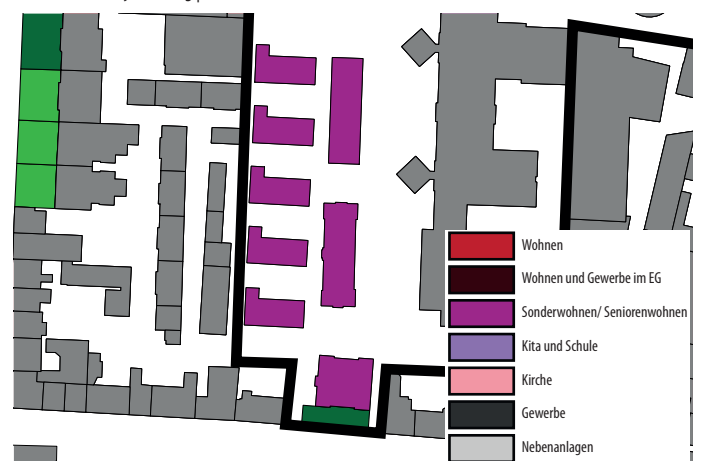 Wohnen
Wohnen und Gewerbe im EG
Sonderwohnen/ Seniorenwohnen
Kita und Schule
Kirche
Gewerbe
Nebenanlagen